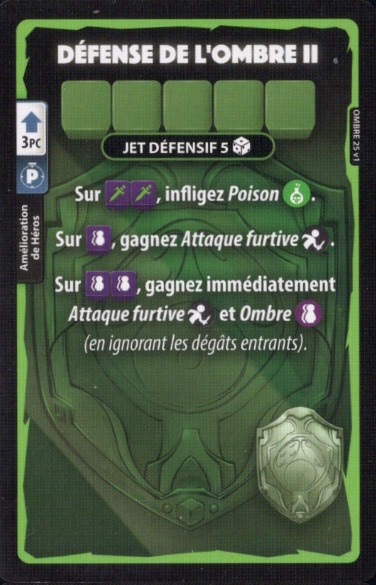 DÉFENSE DE L'OMBRE II
JET DÉFENSIF 5
3PC
P
Amélioration
de Héros
OMBRE 25 v1
Sur , infligez Poison .
Sur , gagnez Attaque furtive .
Sur , gagnez immédiatement
Attaque furtive et Ombre
(en ignorant les dégâts entrants).